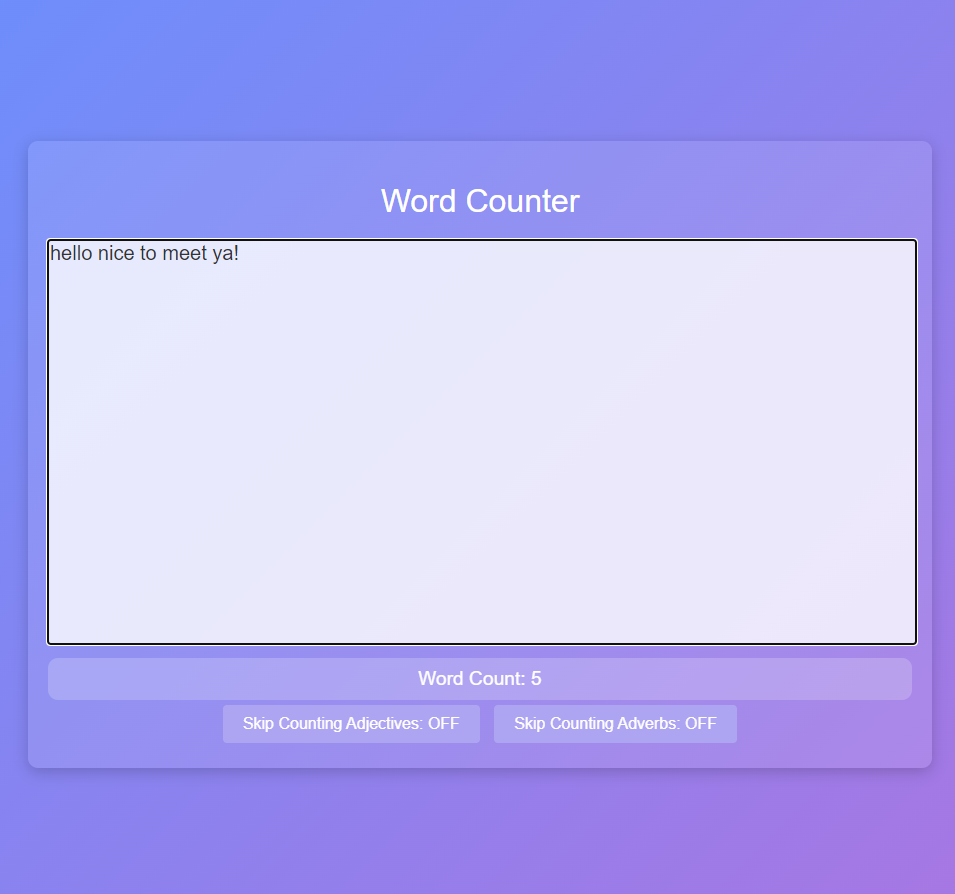 Word Counter
hello nice to meet ya!
Word Count: 5
Skip Counting Adjectives: OFF
Skip Counting Adverbs: OFF